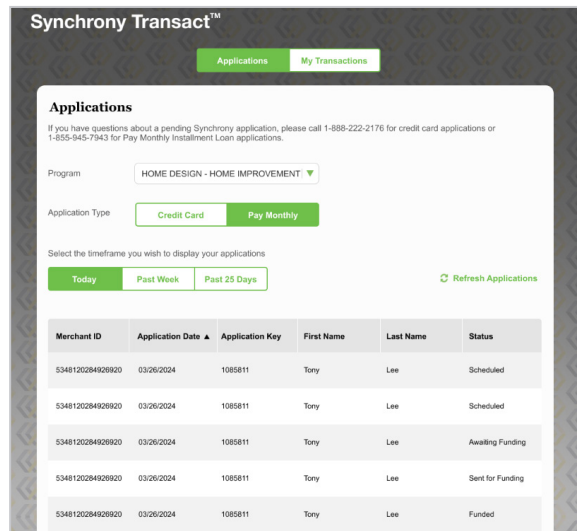 Synchrony Transact™
Applications My Transactions
Applications
If you have questions about a pending Synchrony application, please call 1-888-222-2176 for credit card applications or
1-855-945-7943 for Pay Monthly Installment Loan applications.
Program HOME DESIGN - HOME IMPROVEMENT ▼
Application Type Credit Card Pay Monthly
Select the timeframe you wish to display your applications
Today Past Week Past 25 Days Refresh Applications
Merchant ID Application Date ▲ Application Key First Name Last Name Status
5348120284926920 03/26/2024 1085811 Tony Lee Scheduled
5348120284926920 03/26/2024 1085811 Tony Lee Scheduled
5348120284926920 03/26/2024 1085811 Tony Lee Awaiting Funding
5348120284926920 03/26/2024 1085811 Tony Lee Sent for Funding
5348120284926920 03/26/2024 1085811 Tony Lee Funded